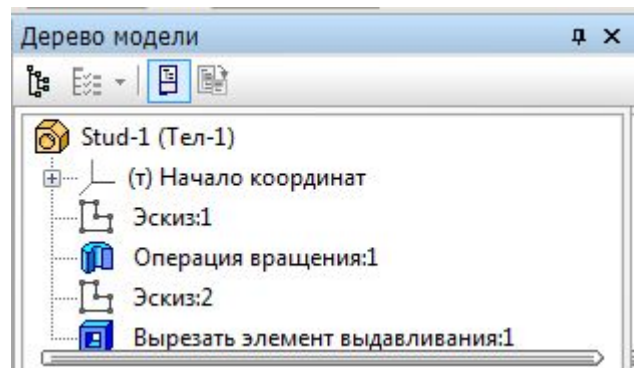 Дерево модели
Stud-1 (Тел-1)
(т) Начало координат
Эскиз:1
Операция вращения:1
Эскиз:2
Вырезать элемент выдавливания:1